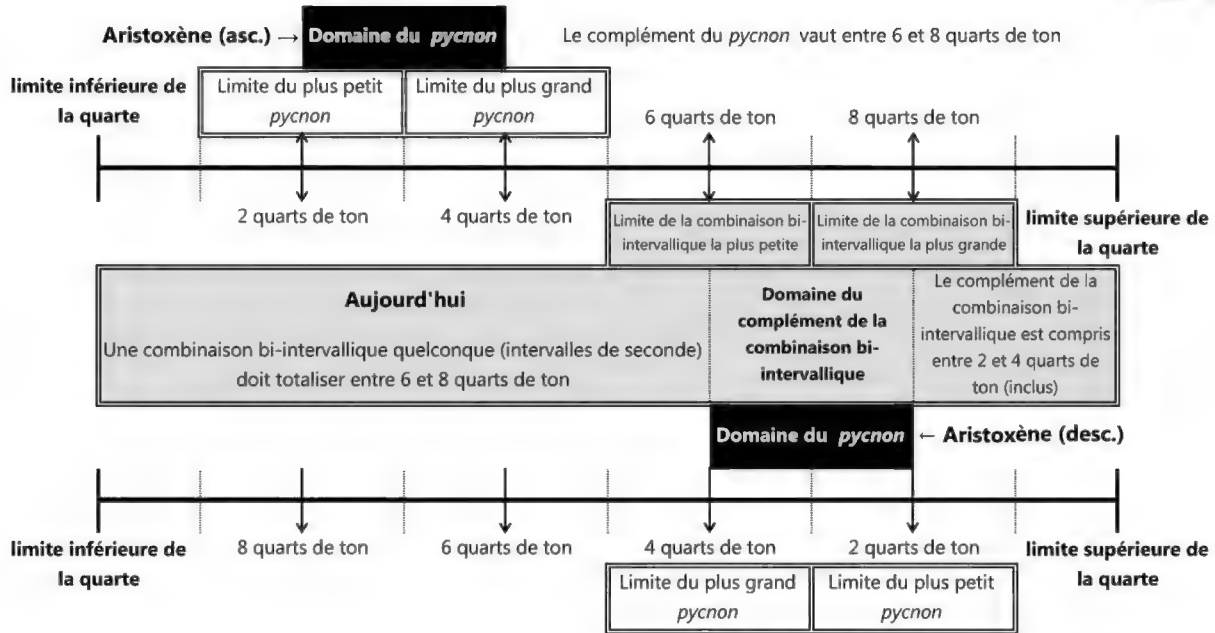 Aristoxène (asc.) → Domaine du pycnon
Le complément du pycnon vaut entre 6 et 8 quarts de ton
limite inférieure de
la quarte
Limite du plus petit
pycnon
Limite du plus grand
pycnon
6 quarts de ton
8 quarts de ton
2 quarts de ton
4 quarts de ton
Limite de la combinaison bi-
intervallique la plus petite
Limite de la combinaison bi-
intervallique la plus grande
limite supérieure de
la quarte
Aujourd'hui
Une combinaison bi-intervallique quelconque (intervalles de seconde)
doit totaliser entre 6 et 8 quarts de ton
Domaine du
complément de la
combinaison bi-
intervallique
Le complément de la
combinaison bi-
intervallique est compris
entre 2 et 4 quarts de
ton (inclus)
Domaine du pycnon ← Aristoxène (desc.)
limite inférieure de
la quarte
8 quarts de ton
6 quarts de ton
4 quarts de ton
2 quarts de ton
limite supérieure de
la quarte
Limite du plus grand
pycnon
Limite du plus petit
pycnon